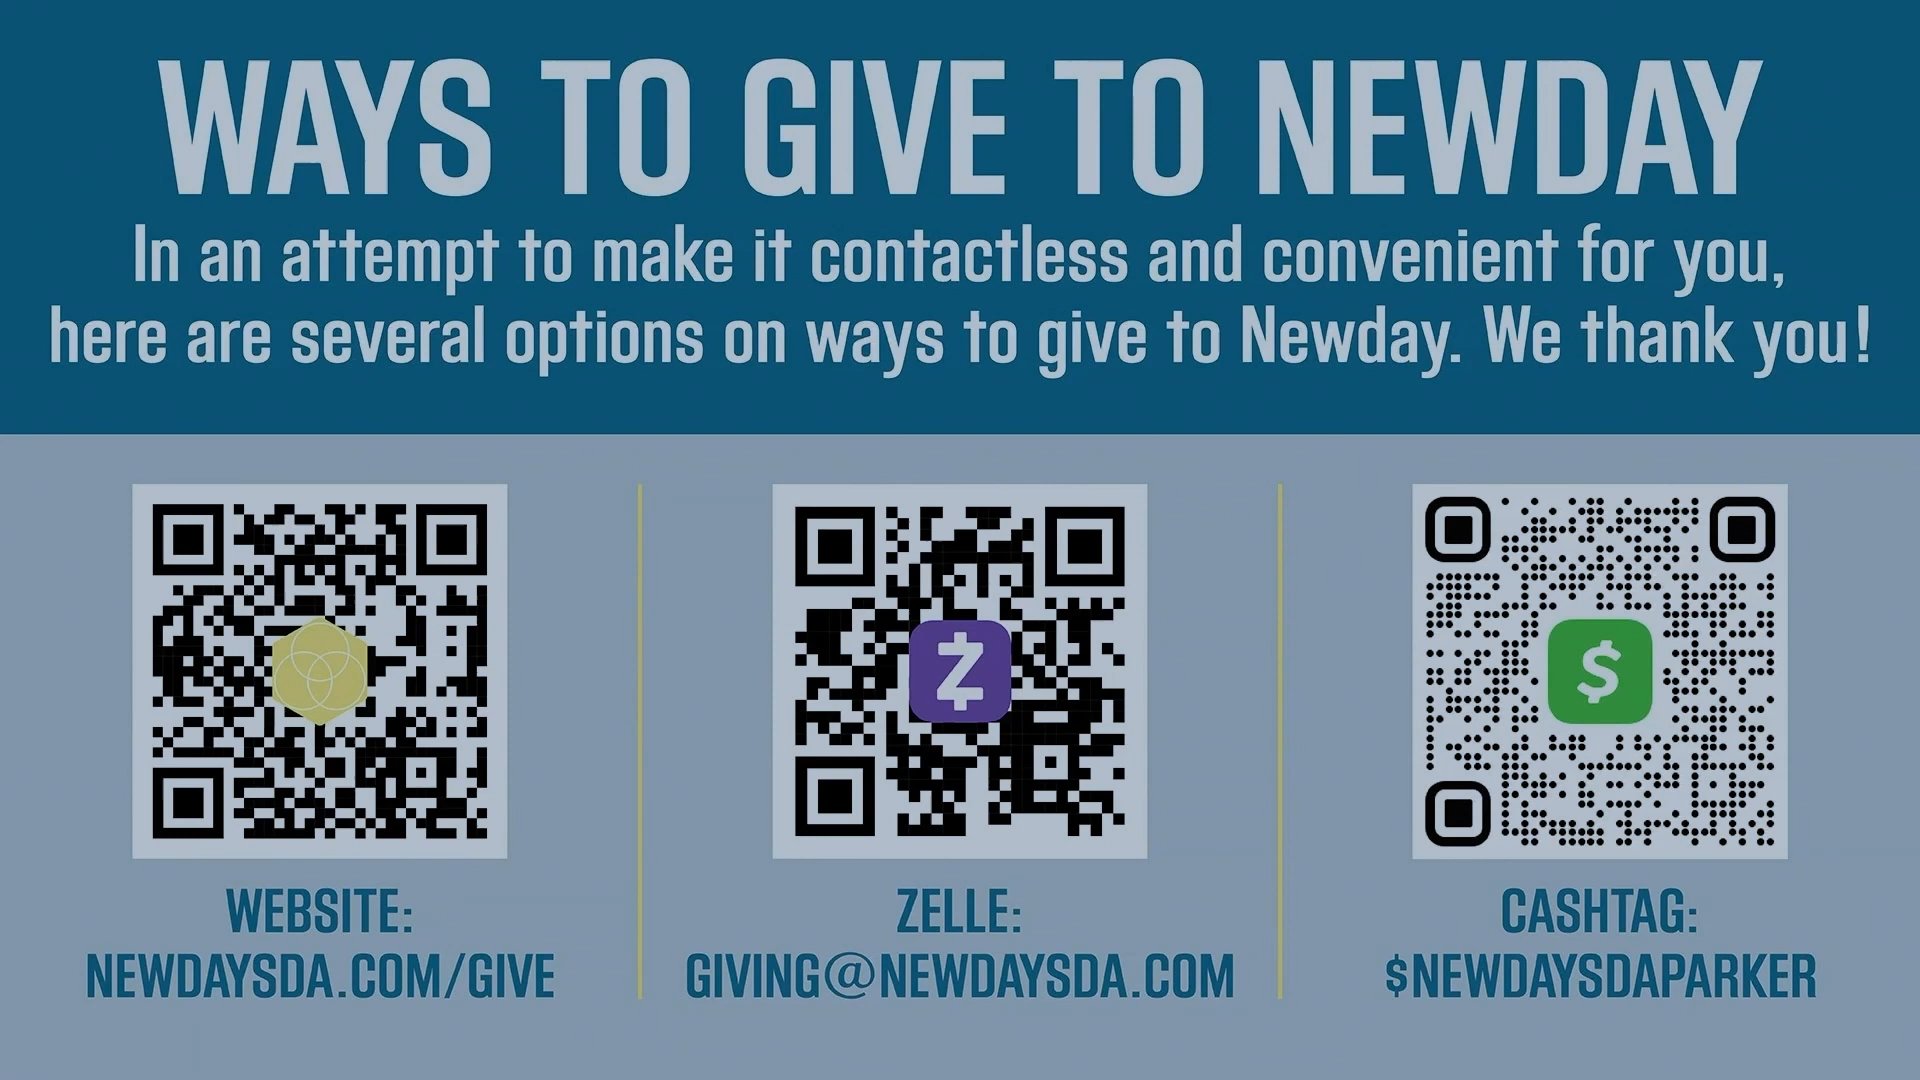 WAYS TO GIVE TO NEWDAY
In an attempt to make it contactless and convenient for you,
here are several options on ways to give to Newday. We thank you!
WEBSITE:
NEWDAYSDA.COM/GIVE
ZELLE:
GIVING@NEWDAYSDA.COM
CASHTAG:
$NEWDAYSDAPARKER